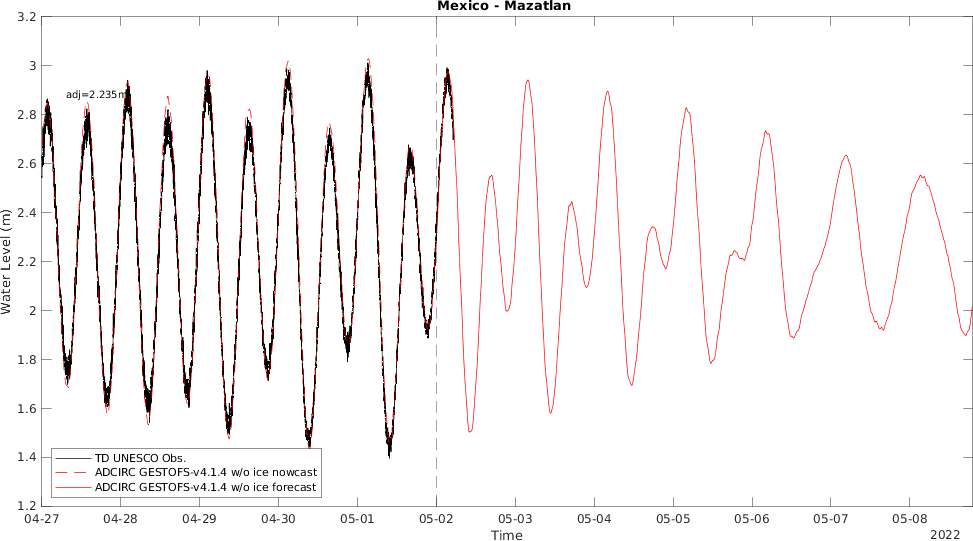 Mexico - Mazatlan
3.2
3
2.8
2.6
2.4
2.2
2
1.8
1.6
1.4
1.2
Water Level (m)
adj=2.235m
TD UNESCO Obs.
ADCIRC GESTOFS-v4.1.4 w/o ice nowcast
ADCIRC GESTOFS-v4.1.4 w/o ice forecast
04-27 04-28 04-29 04-30 05-01 05-02 05-03 05-04 05-05 05-06 05-07 05-08
Time
2022